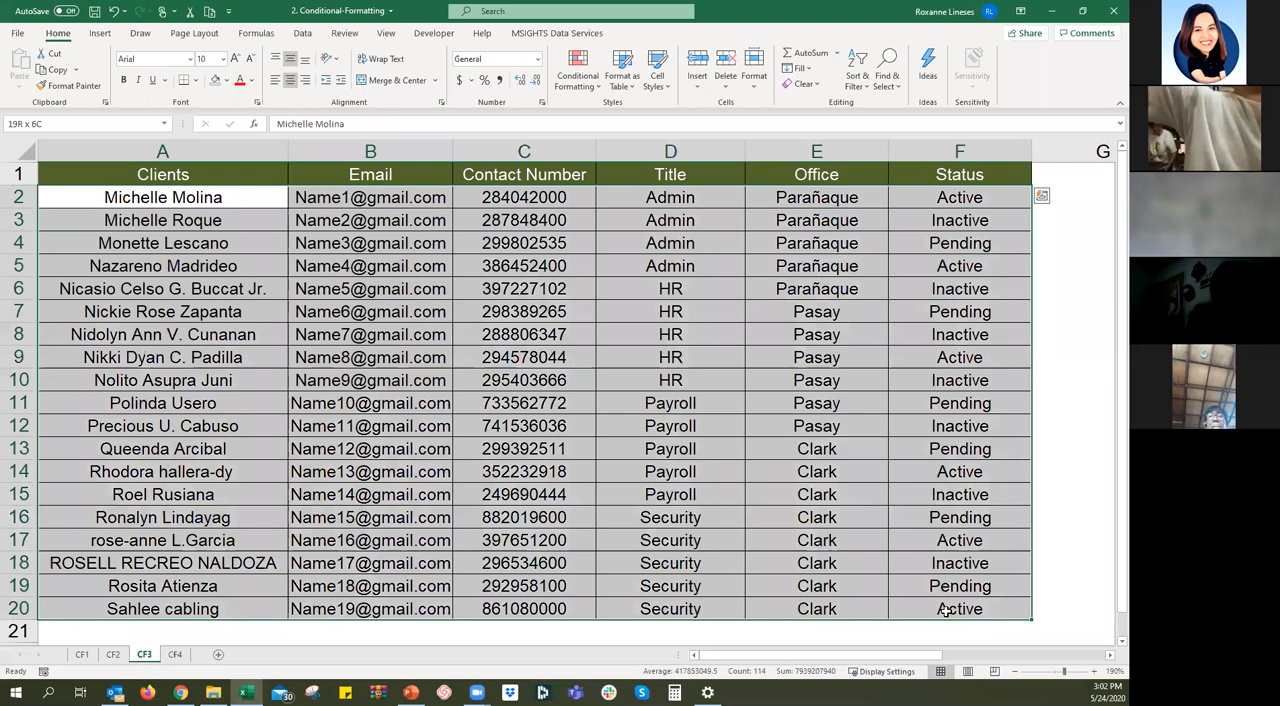 AutoSave Off
2. Conditional-Formatting
Search
Roxanne Lineses RL
File Home Insert Draw Page Layout Formulas Data Review View Developer Help MSIGHTS Data Services Share Comments
Paste Cut Copy Format Painter Clipboard
Arial 10 B I U A Font
Wrap Text Merge & Center Alignment
General $ % Number
Conditional Formatting Format as Table Cell Styles Styles
Insert Delete Format Cells
AutoSum Fill Clear Sort & Filter Find & Select Editing
Ideas Ideas
Sensitivity Sensitivity
19R x 6C fx Michelle Molina
A B C D E F G
1 Clients Email Contact Number Title Office Status
2 Michelle Molina Name1@gmail.com 284042000 Admin Parañaque Active
3 Michelle Roque Name2@gmail.com 287848400 Admin Parañaque Inactive
4 Monette Lescano Name3@gmail.com 299802535 Admin Parañaque Pending
5 Nazareno Madrideo Name4@gmail.com 386452400 Admin Parañaque Active
6 Nicasio Celso G. Buccat Jr. Name5@gmail.com 397227102 HR Parañaque Inactive
7 Nickie Rose Zapanta Name6@gmail.com 298389265 HR Pasay Pending
8 Nidolyn Ann V. Cunanan Name7@gmail.com 288806347 HR Pasay Inactive
9 Nikki Dyan C. Padilla Name8@gmail.com 294578044 HR Pasay Active
10 Nolito Asupra Juni Name9@gmail.com 295403666 HR Pasay Inactive
11 Polinda Usero Name10@gmail.com 733562772 Payroll Pasay Pending
12 Precious U. Cabuso Name11@gmail.com 741536036 Payroll Pasay Inactive
13 Queenda Arcibal Name12@gmail.com 299392511 Payroll Clark Pending
14 Rhodora hallera-dy Name13@gmail.com 352232918 Payroll Clark Active
15 Roel Rusiana Name14@gmail.com 249690444 Payroll Clark Inactive
16 Ronalyn Lindayag Name15@gmail.com 882019600 Security Clark Pending
17 rose-anne L.Garcia Name16@gmail.com 397651200 Security Clark Active
18 ROSELL RECREO NALDOZA Name17@gmail.com 296534600 Security Clark Inactive
19 Rosita Atienza Name18@gmail.com 292958100 Security Clark Pending
20 Sahlee cabling Name19@gmail.com 861080000 Security Clark Active
21
CF1 CF2 CF3 CF4
Ready Average: 417853049.5 Count: 114 Sum: 7939207940 Display Settings 190%
30
3:02 PM
5/24/2020